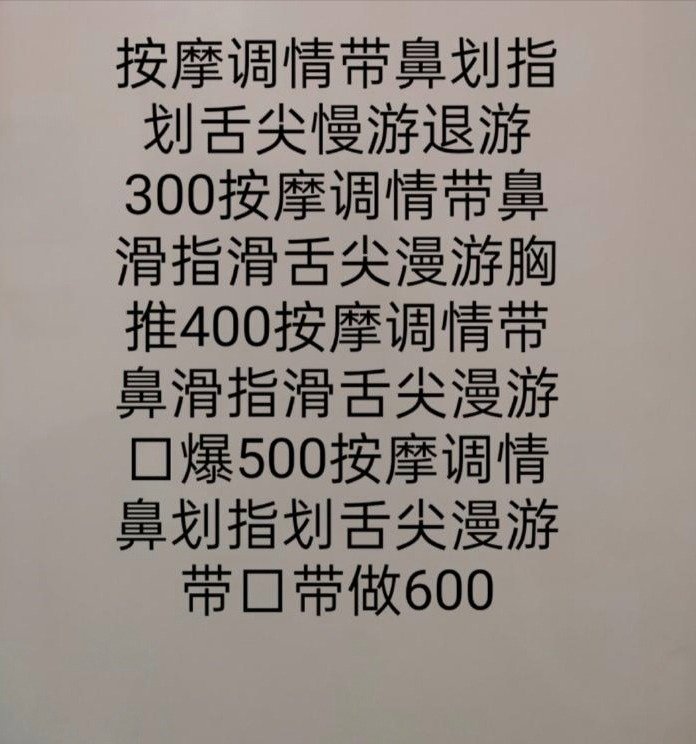 按摩调情带鼻划指
划舌尖慢游退游
300按摩调情带鼻
滑指滑舌尖漫游胸
推400按摩调情带
鼻滑指滑舌尖漫游
口爆500按摩调情
鼻划指划舌尖漫游
带口带做600